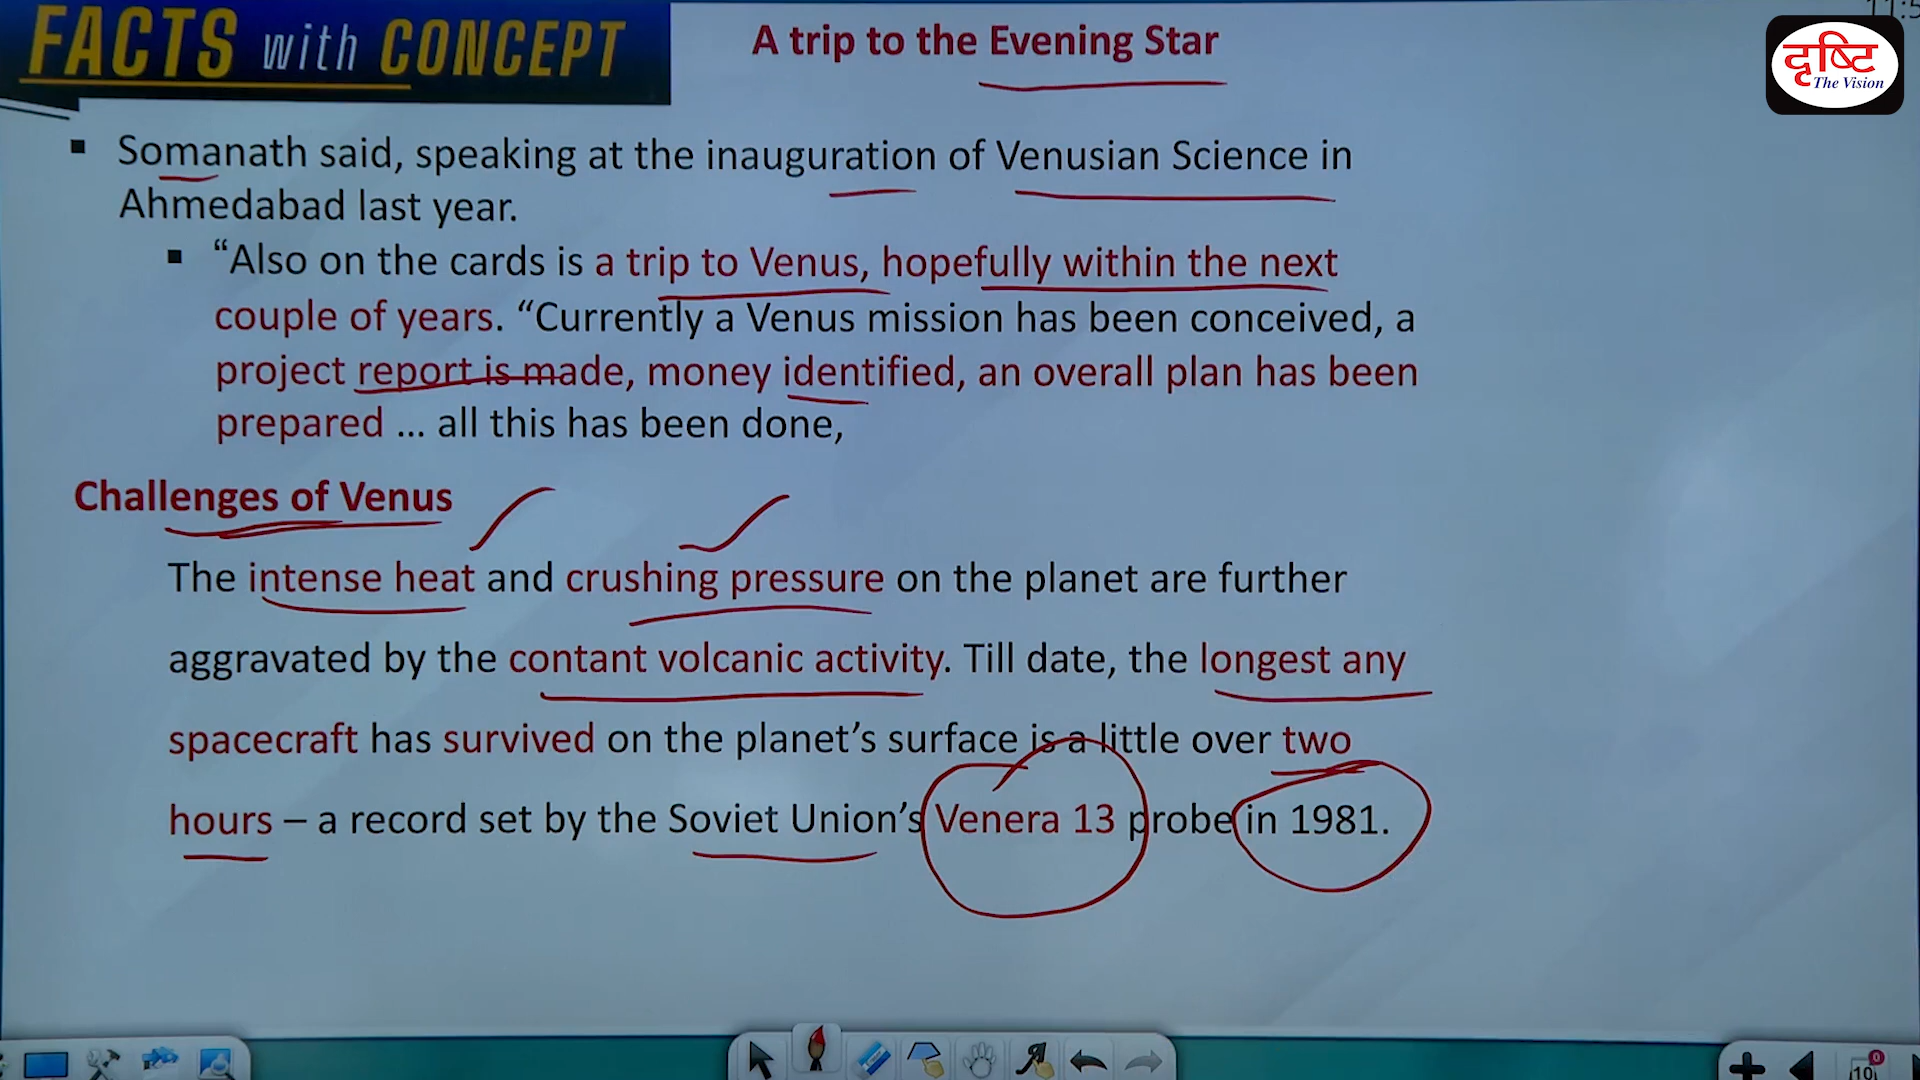 FACTS with CONCEPT
A trip to the Evening Star
दृष्टि
The Vision
▪ Somanath said, speaking at the inauguration of Venusian Science in
Ahmedabad last year.
▪ “Also on the cards is a trip to Venus, hopefully within the next
couple of years. “Currently a Venus mission has been conceived, a
project report is made, money identified, an overall plan has been
prepared ... all this has been done,
Challenges of Venus
The intense heat and crushing pressure on the planet are further
aggravated by the contant volcanic activity. Till date, the longest any
spacecraft has survived on the planet’s surface is a little over two
hours – a record set by the Soviet Union’s Venera 13 probe in 1981.
10
0